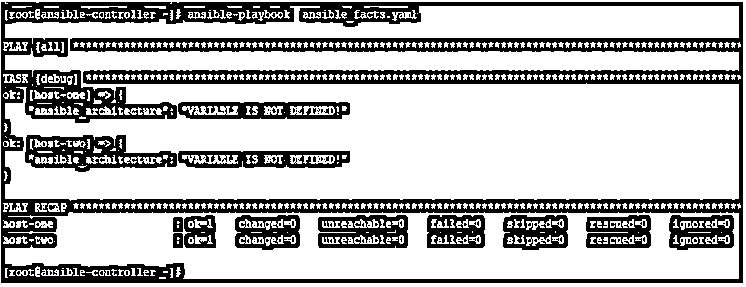 [root@ansible-controller ~]# ansible-playbook ansible_facts.yaml
PLAY [all] ************************************************************************************
TASK [debug] **********************************************************************************
ok: [host-one] => {
"ansible_architecture": "VARIABLE IS NOT DEFINED!"
}
ok: [host-two] => {
"ansible_architecture": "VARIABLE IS NOT DEFINED!"
}
PLAY RECAP ************************************************************************************
host-one : ok=1 changed=0 unreachable=0 failed=0 skipped=0 rescued=0 ignored=0
host-two : ok=1 changed=0 unreachable=0 failed=0 skipped=0 rescued=0 ignored=0
[root@ansible-controller ~]#